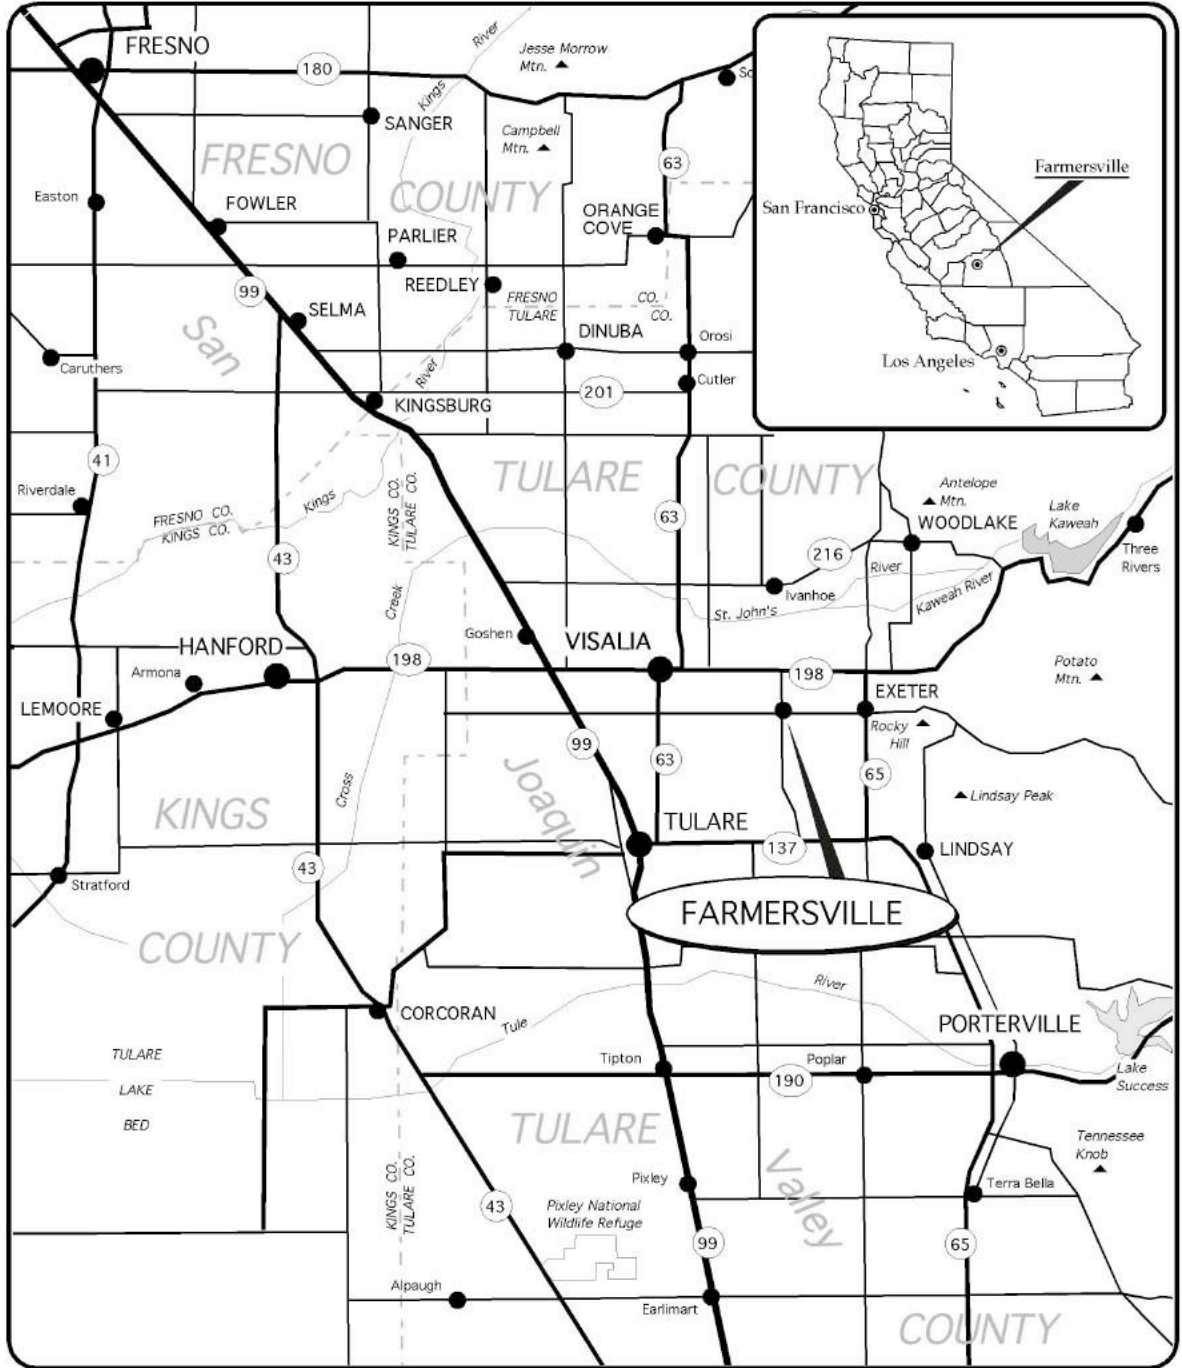 FRESNO
180
River
Jesse Morrow
Mtn.
Kings
SANGER
Campbell
Mtn.
FRESNO
COUNTY
63
Easton
FOWLER
ORANGE
COVE
PARLIER
REEDLEY
99
FRESNO
TULARE
CO.
CO.
SELMA
San
DINUBA
Orosi
Caruthers
River
Cutler
201
KINGSBURG
Farmersville
San Francisco
Los Angeles
41
TULARE
COUNTY
Riverdale
Kings
FRESNO CO.
KINGS CO.
KINGS CO.
TULARE CO.
63
Antelope
Mtn.
Lake
Kaweah
WOODLAKE
43
216
Three
Rivers
River
Ivanhoe
Kaweah River
St. John's
Creek
Goshen
VISALIA
HANFORD
198
198
Armona
Potato
Mtn.
EXETER
LEMOORE
Rocky
Hill
99
63
65
Joaquin
Cross
KINGS
Lindsay Peak
TULARE
137
LINDSAY
43
Stratford
FARMERSVILLE
COUNTY
River
CORCORAN
Tule
PORTERVILLE
TULARE
LAKE
BED
Tipton
Poplar
190
Lake
Success
TULARE
Tennessee
Knob
KINGS CO.
TULARE CO.
Valley
Pixley
Terra Bella
43
Pixley National
Wildlife Refuge
99
65
Alpaugh
Earlimart
COUNTY